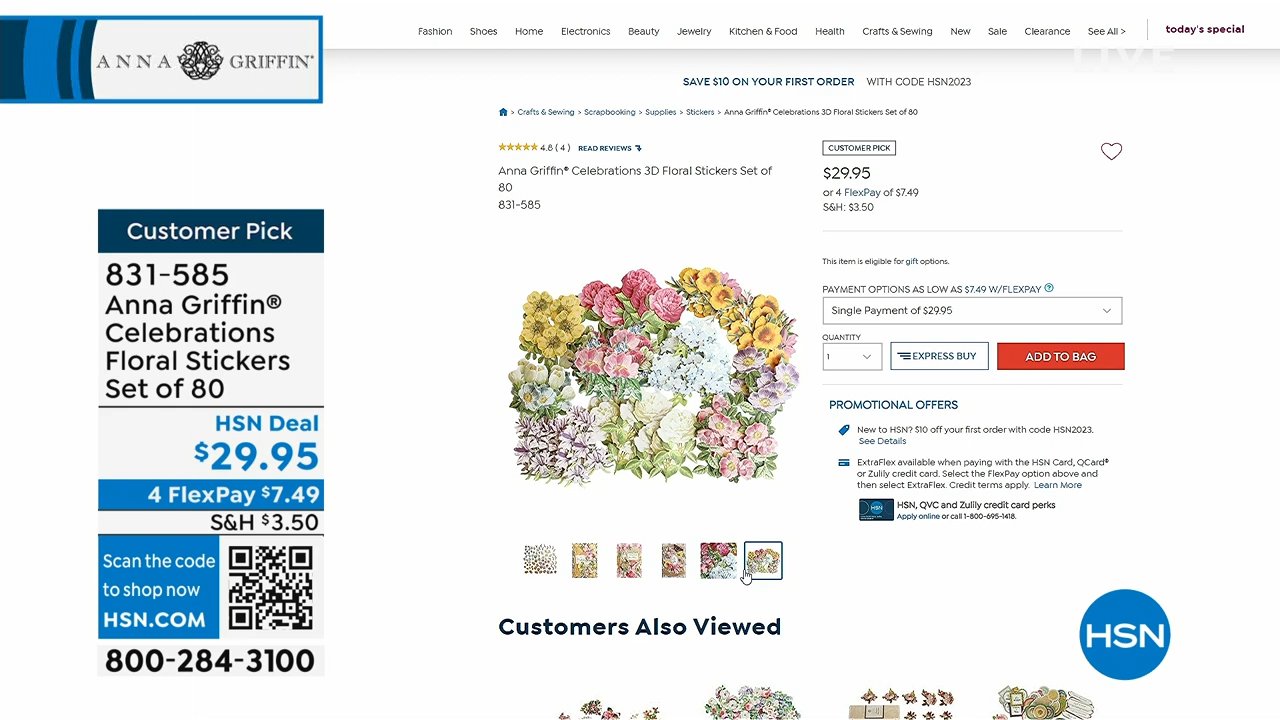 ANNA GRIFFIN®
Fashion Shoes Home Electronics Beauty Jewelry Kitchen & Food Health Crafts & Sewing New Sale Clearance See All > today's special
LIVE
SAVE $10 ON YOUR FIRST ORDER WITH CODE HSN2023
> Crafts & Sewing > Scrapbooking > Supplies > Stickers > Anna Griffin® Celebrations 3D Floral Stickers Set of 80
4.8 ( 4 ) READ REVIEWS
Anna Griffin® Celebrations 3D Floral Stickers Set of
80
831-585
CUSTOMER PICK
$29.95
or 4 FlexPay of $7.49
S&H: $3.50
This item is eligible for gift options.
PAYMENT OPTIONS AS LOW AS $7.49 W/FLEXPAY ?
Single Payment of $29.95
QUANTITY
1
EXPRESS BUY
ADD TO BAG
PROMOTIONAL OFFERS
New to HSN? $10 off your first order with code HSN2023.
See Details
ExtraFlex available when paying with the HSN Card, QCard®
or Zulily credit card. Select the FlexPay option above and
then select ExtraFlex. Credit terms apply. Learn More
HSN
HSN, QVC and Zulily credit card perks
Apply online or call 1-800-695-1418.
Customers Also Viewed
Customer Pick
831-585
Anna Griffin®
Celebrations
Floral Stickers
Set of 80
HSN Deal
$29.95
4 FlexPay $7.49
S&H $3.50
Scan the code
to shop now
HSN.COM
800-284-3100
HSN